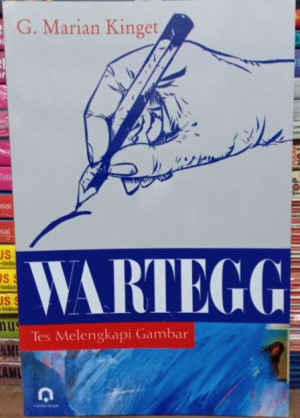 G. Marian Kinget
WARTEGG
Tes Melengkapi Gambar